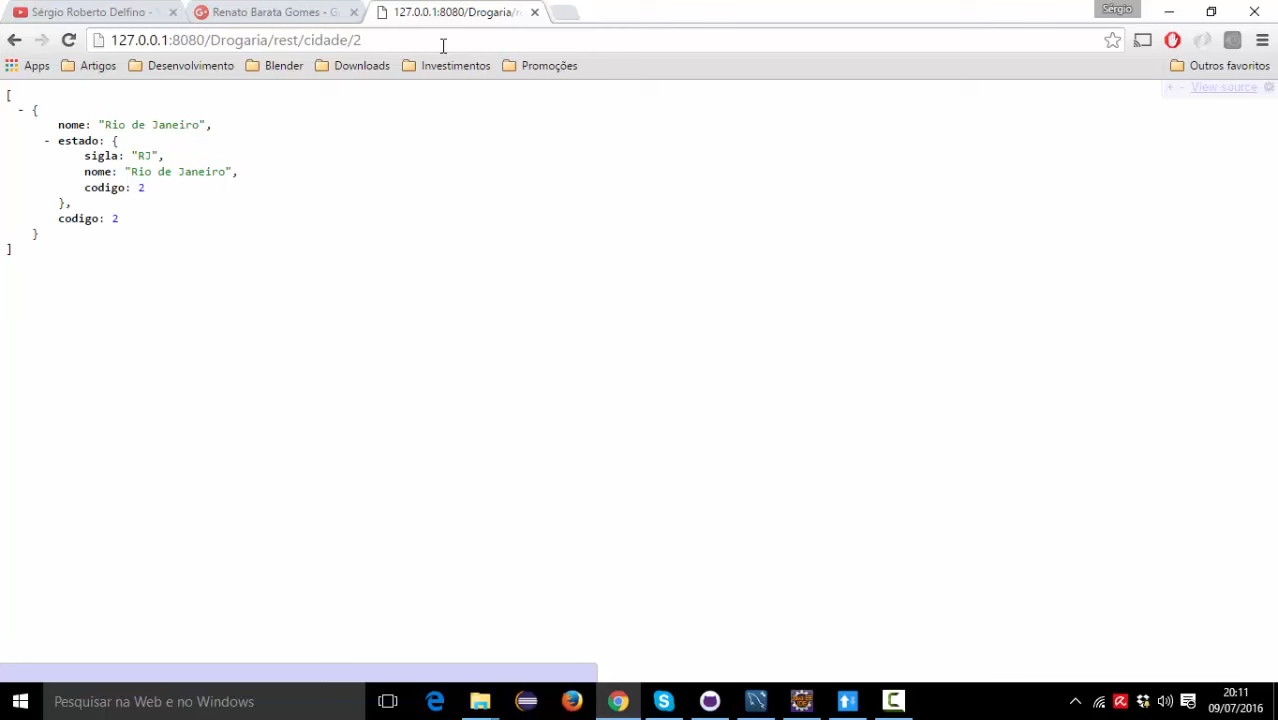 Sérgio Roberto Delfino - Y
Renato Barata Gomes - G
127.0.0.1:8080/Drogaria/re
Sérgio
127.0.0.1:8080/Drogaria/rest/cidade/2
Apps Artigos Desenvolvimento Blender Downloads Investimentos Promoções Outros favoritos
+ - View source
[
- {
nome: "Rio de Janeiro",
- estado: {
sigla: "RJ",
nome: "Rio de Janeiro",
codigo: 2
},
codigo: 2
}
]
Pesquisar na Web e no Windows
20:11
09/07/2016